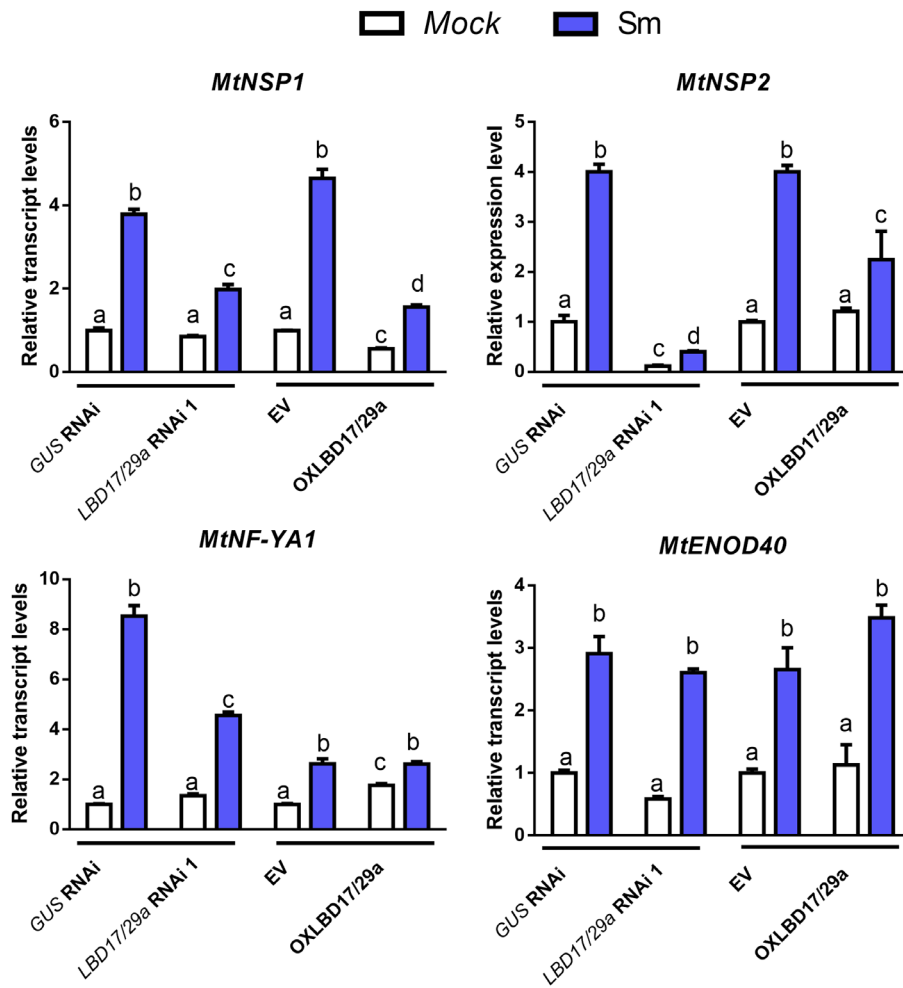 Mock Sm
MtNSP1
Relative transcript levels
6
4
2
0
a
b
a
c
a
b
c
d
GUS RNAi
LBD17/29a RNAi 1
EV
OXLBD17/29a
MtNSP2
Relative expression level
5
4
3
2
1
0
a
b
c
d
a
b
a
c
GUS RNAi
LBD17/29a RNAi 1
EV
OXLBD17/29a
MtNF-YA1
Relative transcript levels
10
8
6
4
2
0
a
b
a
c
a
b
c
b
GUS RNAi
LBD17/29a RNAi 1
EV
OXLBD17/29a
MtENOD40
Relative transcript levels
4
3
2
1
0
a
b
a
b
a
b
a
b
GUS RNAi
LBD17/29a RNAi 1
EV
OXLBD17/29a